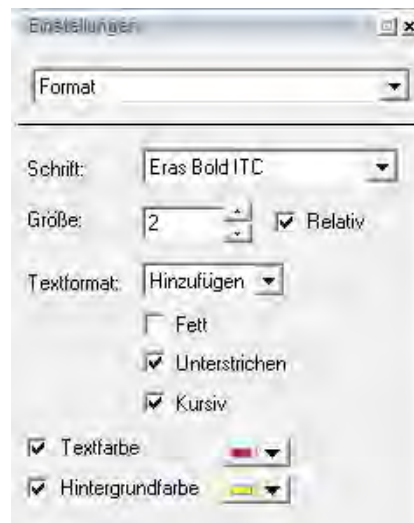 Einstellungen
Format
Schrift: Eras Bold ITC
Größe: 2 Relativ
Textformat: Hinzufügen
Fett
Unterstrichen
Kursiv
Textfarbe
Hintergrundfarbe